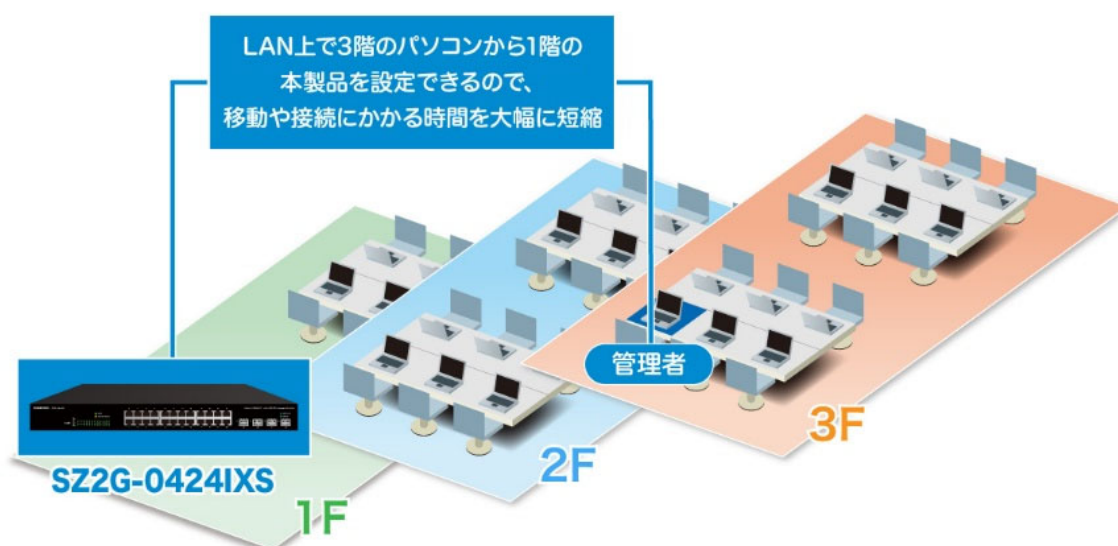 LAN上で3階のパソコンから1階の
本製品を設定できるので、
移動や接続にかかる時間を大幅に短縮
管理者
3F
2F
SZ2G-0424IXS
1F